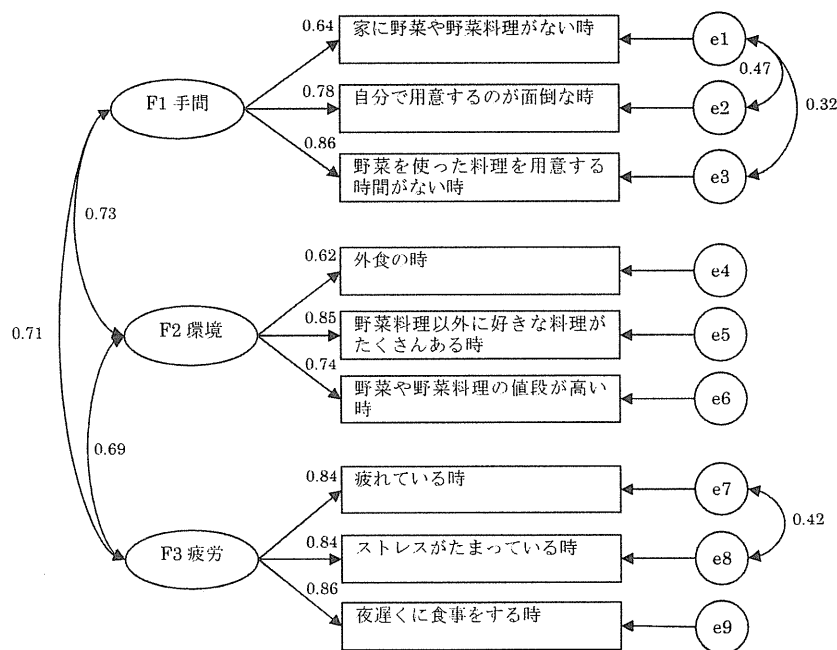 0.64
家に野菜や野菜料理がない時
e1
0.47
0.32
F1 手間
0.78
自分で用意するのが面倒な時
e2
0.86
野菜を使った料理を用意する
時間がない時
e3
0.73
0.62
外食の時
e4
0.71
F2 環境
0.85
野菜料理以外に好きな料理が
たくさんある時
e5
0.74
野菜や野菜料理の値段が高い
時
e6
0.69
0.84
疲れている時
e7
0.42
F3 疲労
0.84
ストレスがたまっている時
e8
0.86
夜遅くに食事をする時
e9